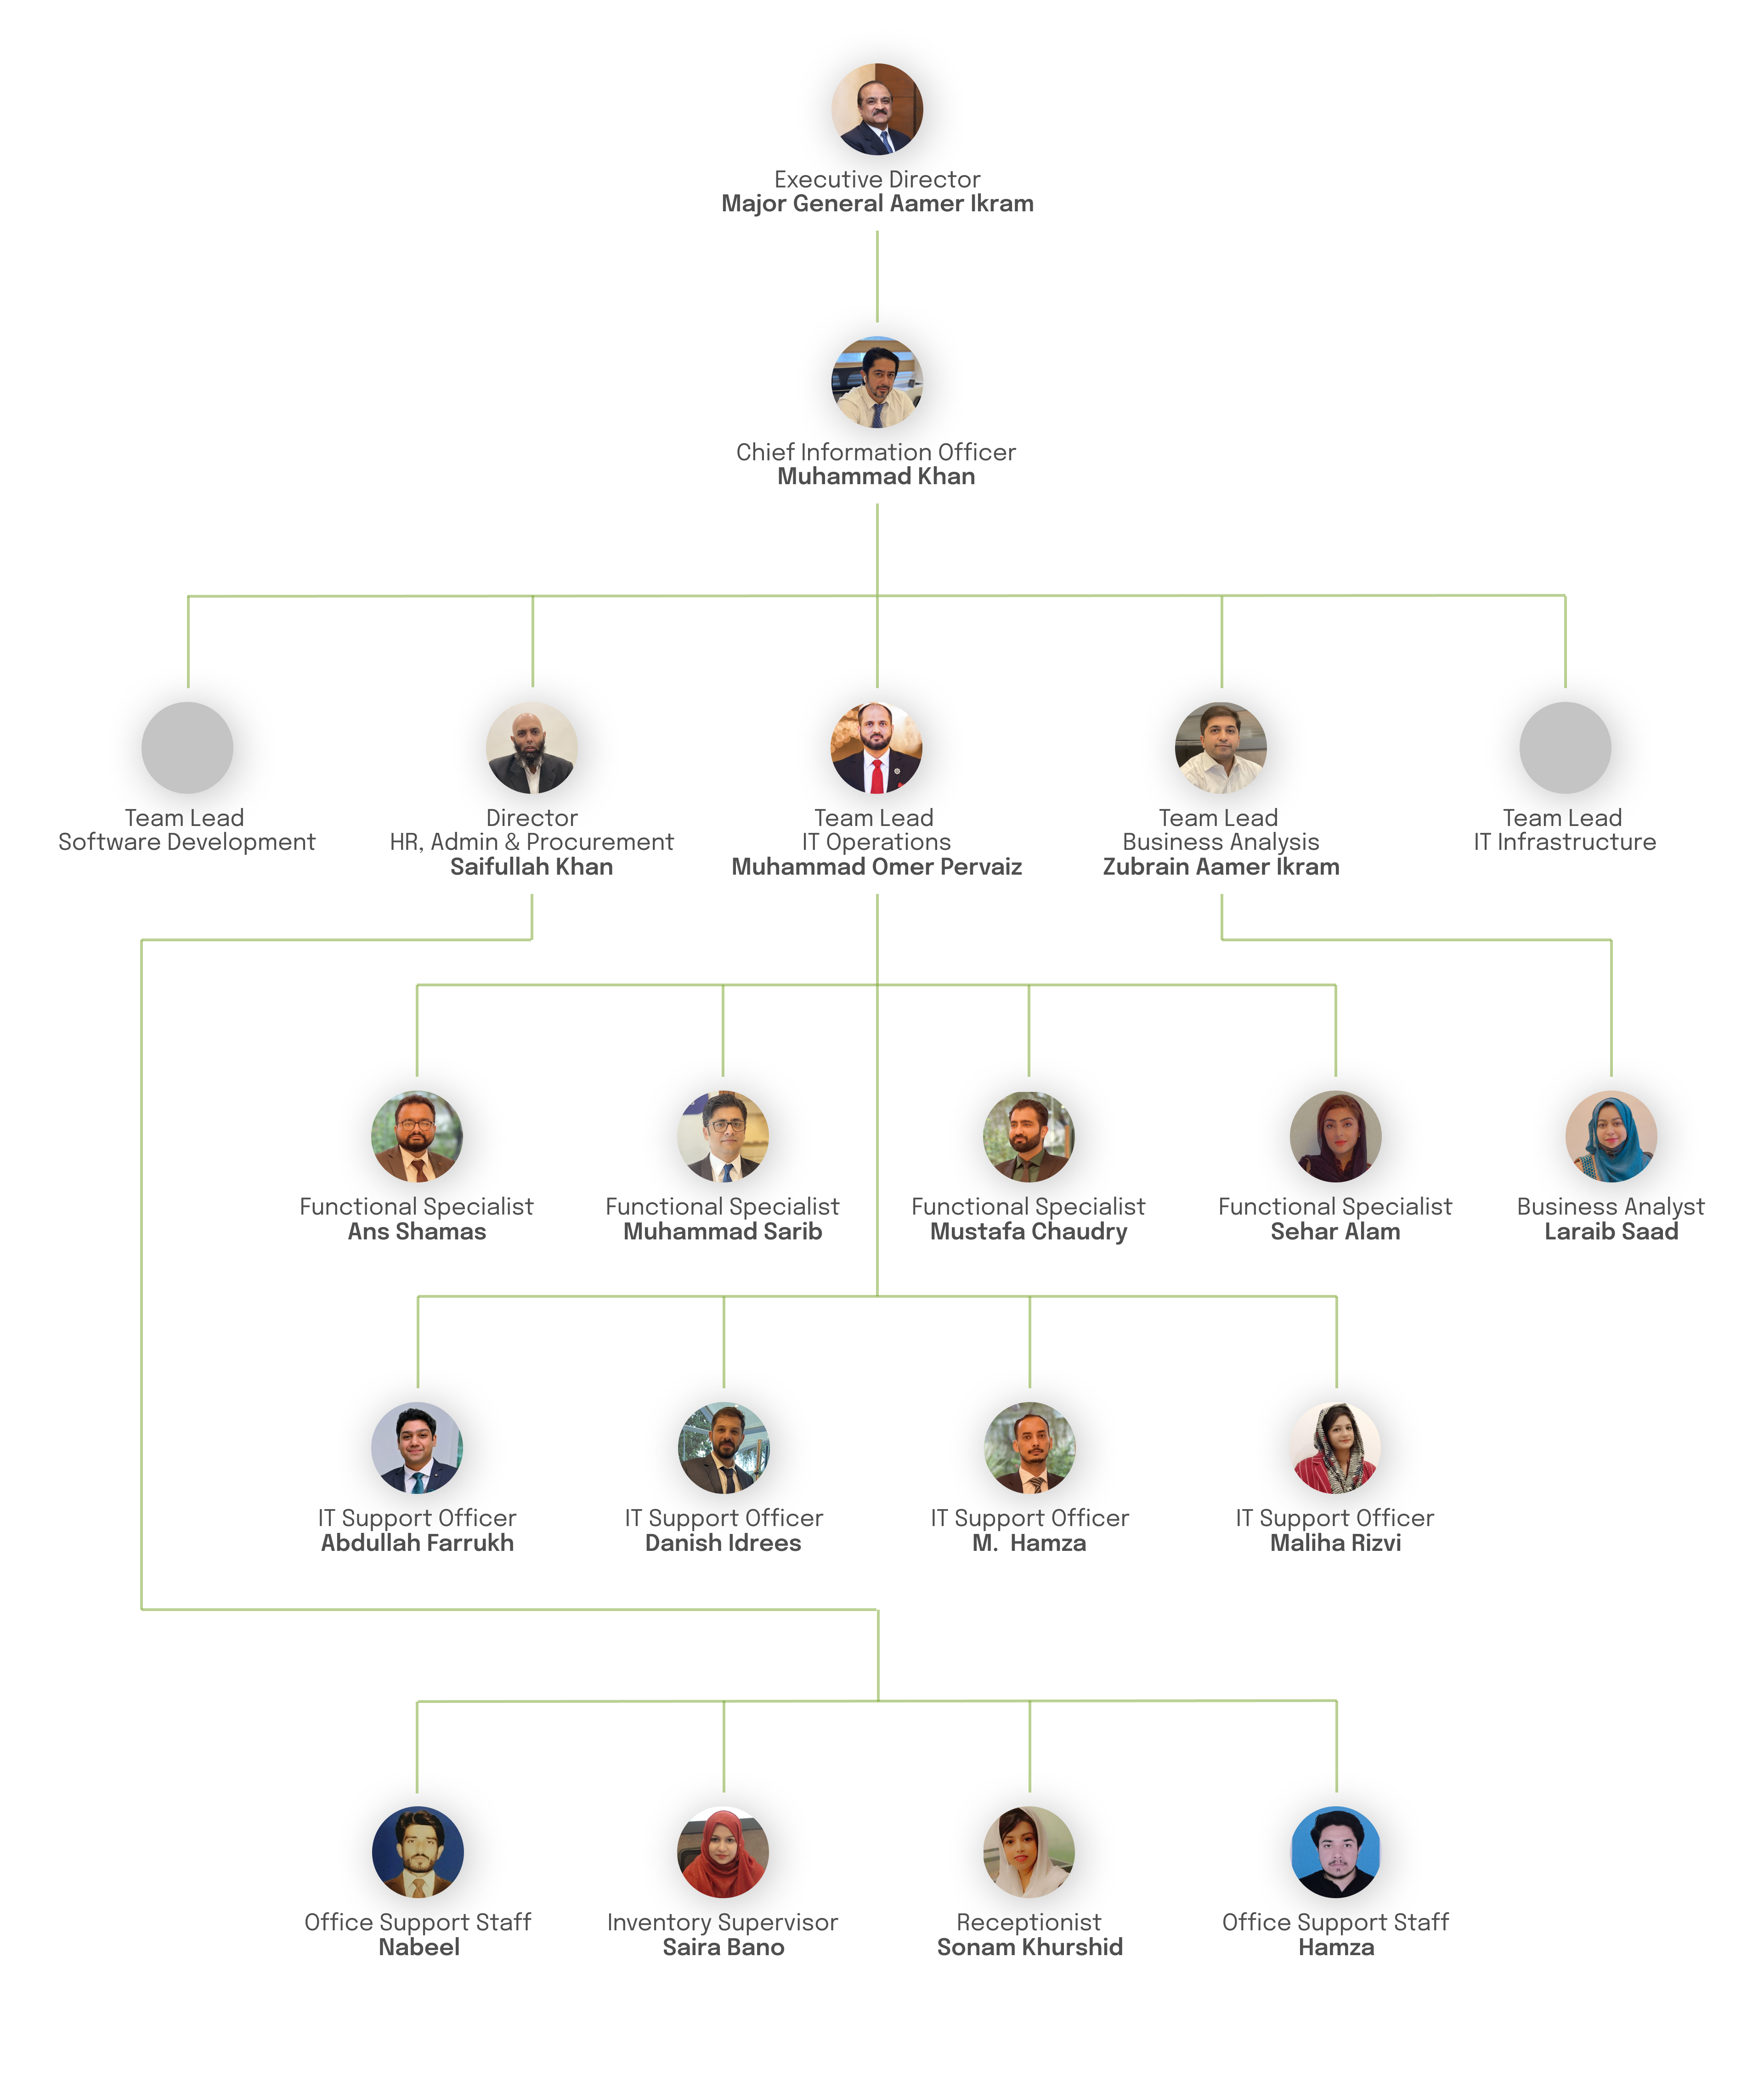 Executive Director
Major General Aamer Ikram
Chief Information Officer
Muhammad Khan
Team Lead
Software Development
Director
HR, Admin & Procurement
Saifullah Khan
Team Lead
IT Operations
Muhammad Omer Pervaiz
Team Lead
Business Analysis
Zubrain Aamer Ikram
Team Lead
IT Infrastructure
Functional Specialist
Ans Shamas
Functional Specialist
Muhammad Sarib
Functional Specialist
Mustafa Chaudry
Functional Specialist
Sehar Alam
Business Analyst
Laraib Saad
IT Support Officer
Abdullah Farrukh
IT Support Officer
Danish Idrees
IT Support Officer
M.  Hamza
IT Support Officer
Maliha Rizvi
Office Support Staff
Nabeel
Inventory Supervisor
Saira Bano
Receptionist
Sonam Khurshid
Office Support Staff
Hamza